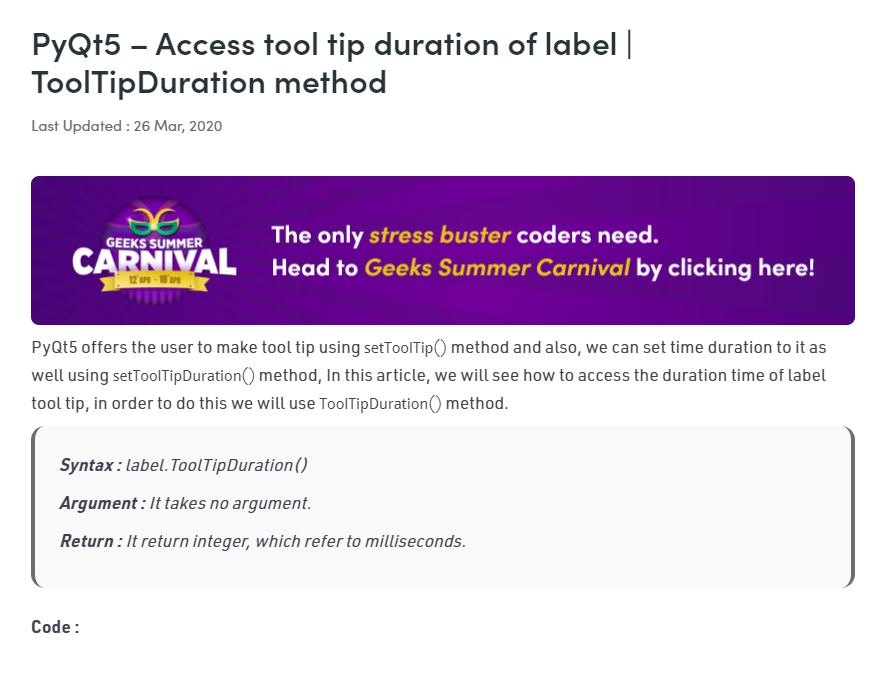 PyQt5 – Access tool tip duration of label |
ToolTipDuration method
Last Updated : 26 Mar, 2020
GEEKS SUMMER
CARNIVAL
12 APR - 16 APR
The only stress buster coders need.
Head to Geeks Summer Carnival by clicking here!
PyQt5 offers the user to make tool tip using setToolTip() method and also, we can set time duration to it as
well using setToolTipDuration() method, In this article, we will see how to access the duration time of label
tool tip, in order to do this we will use ToolTipDuration() method.
Syntax : label.ToolTipDuration()
Argument : It takes no argument.
Return : It return integer, which refer to milliseconds.
Code :